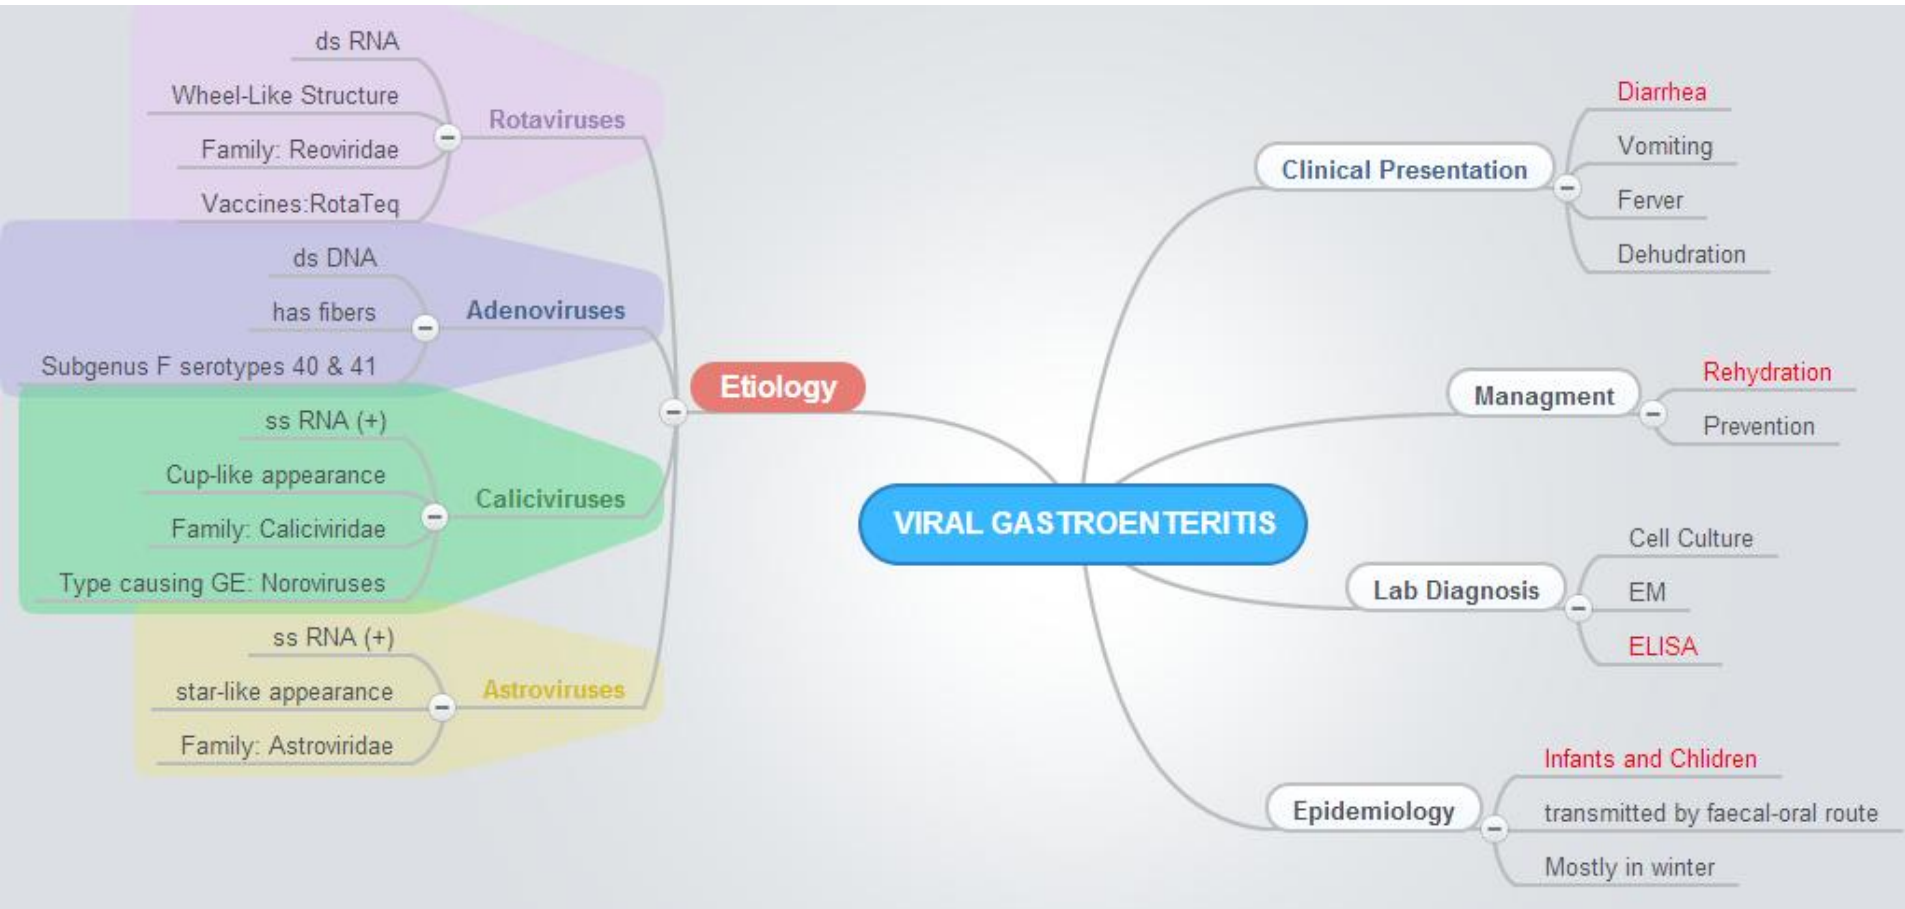 VIRAL GASTROENTERITIS
Etiology
Rotaviruses
ds RNA
Wheel-Like Structure
Family: Reoviridae
Vaccines:RotaTeq
Adenoviruses
ds DNA
has fibers
Subgenus F serotypes 40 & 41
Caliciviruses
ss RNA (+)
Cup-like appearance
Family: Caliciviridae
Type causing GE: Noroviruses
Astroviruses
ss RNA (+)
star-like appearance
Family: Astroviridae
Clinical Presentation
Diarrhea
Vomiting
Ferver
Dehudration
Managment
Rehydration
Prevention
Lab Diagnosis
Cell Culture
EM
ELISA
Epidemiology
Infants and Chlidren
transmitted by faecal-oral route
Mostly in winter